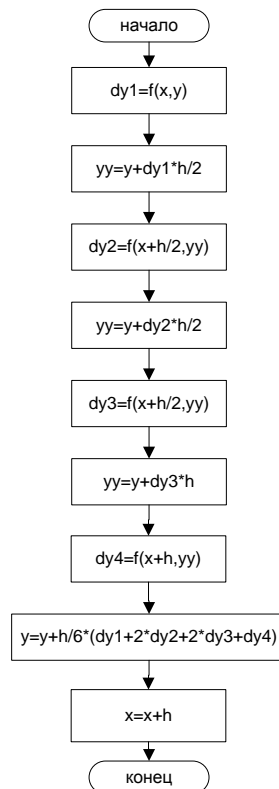 начало
dy1=f(x,y)
yy=y+dy1*h/2
dy2=f(x+h/2,yy)
yy=y+dy2*h/2
dy3=f(x+h/2,yy)
yy=y+dy3*h
dy4=f(x+h,yy)
y=y+h/6*(dy1+2*dy2+2*dy3+dy4)
x=x+h
конец